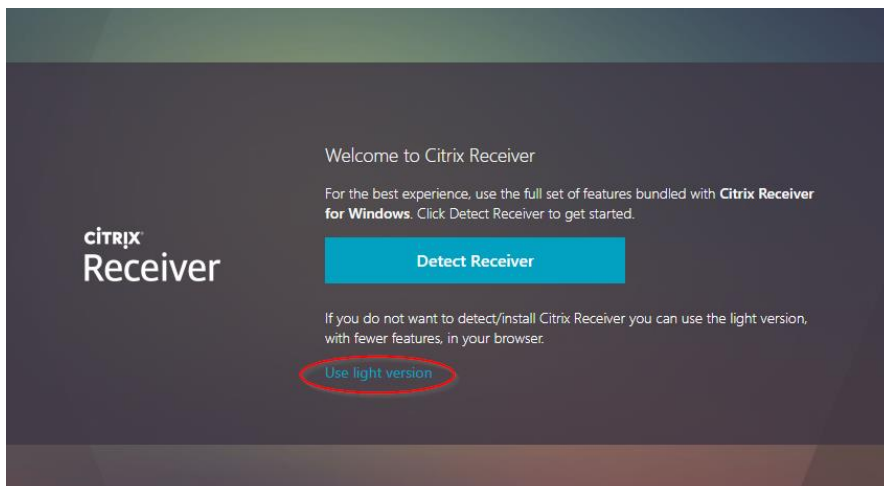 Welcome to Citrix Receiver
For the best experience, use the full set of features bundled with Citrix Receiver
for Windows. Click Detect Receiver to get started.
CİTRIX®
Receiver
Detect Receiver
If you do not want to detect/install Citrix Receiver you can use the light version,
with fewer features, in your browser.
Use light version